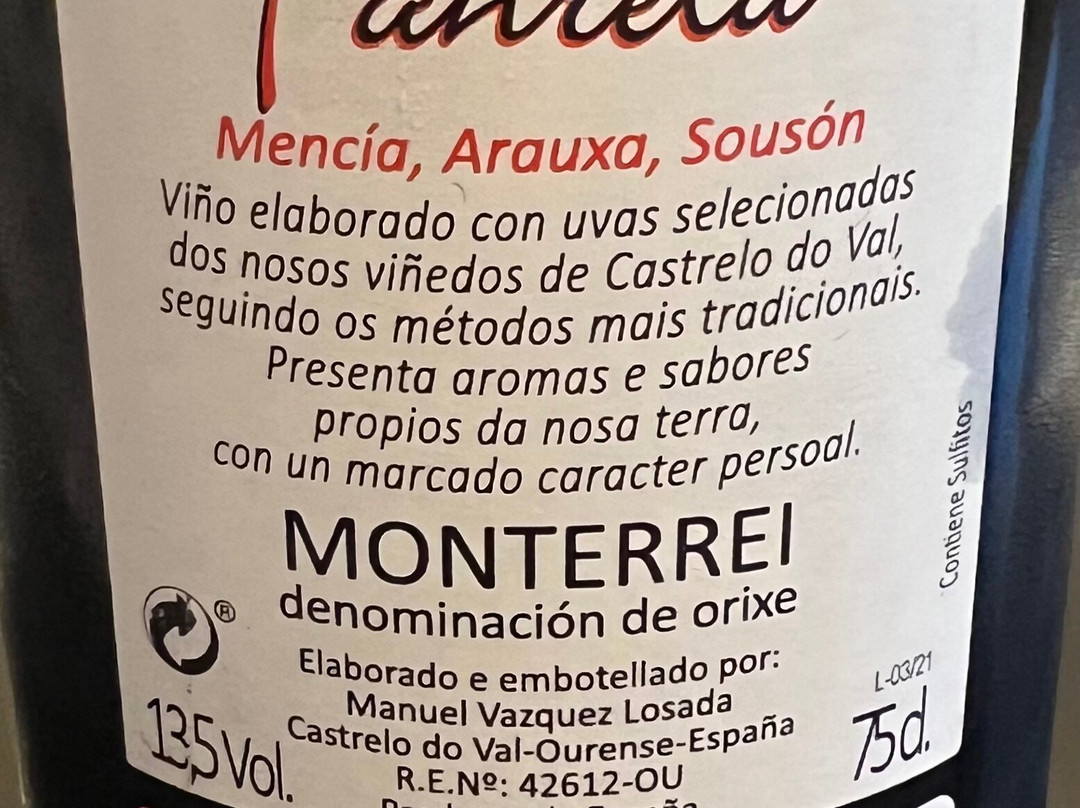 Mencía, Arauxa, Sousón
Viño elaborado con uvas selecionadas
dos nosos viñedos de Castrelo do Val,
seguindo os métodos mais tradicionais.
Presenta aromas e sabores
propios da nosa terra,
con un marcado caracter persoal.
Contiene Sulfitos
MONTERREI
denominación de orixe
®
Elaborado e embotellado por:
Manuel Vazquez Losada
Castrelo do Val-Ourense-España
R.E.Nº: 42612-OU
L-03/21
13,5Vol.
75cl.